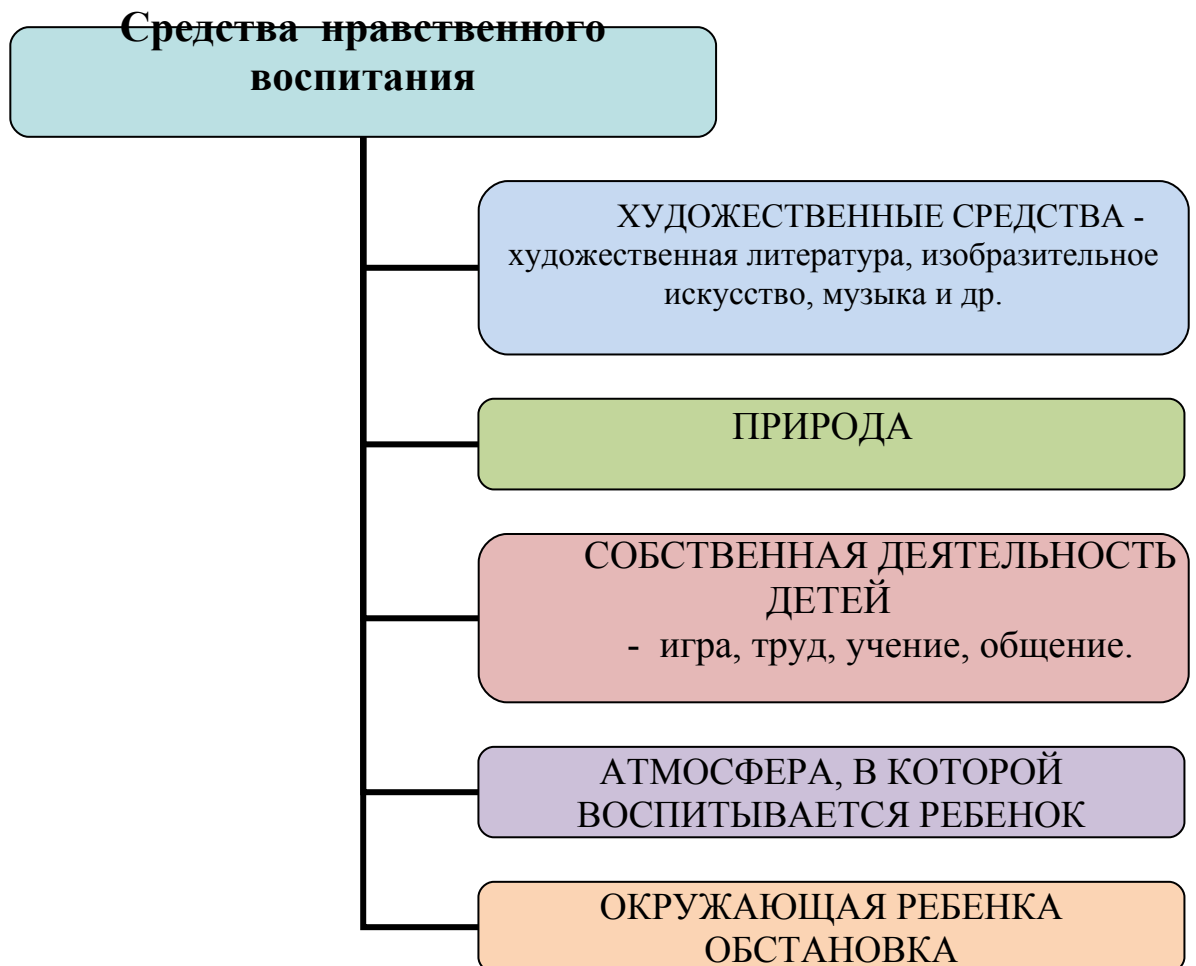 Средства нравственного
воспитания
ХУДОЖЕСТВЕННЫЕ СРЕДСТВА -
художественная литература, изобразительное
искусство, музыка и др.
ПРИРОДА
СОБСТВЕННАЯ ДЕЯТЕЛЬНОСТЬ
ДЕТЕЙ
- игра, труд, учение, общение.
АТМОСФЕРА, В КОТОРОЙ
ВОСПИТЫВАЕТСЯ РЕБЕНОК
ОКРУЖАЮЩАЯ РЕБЕНКА
ОБСТАНОВКА